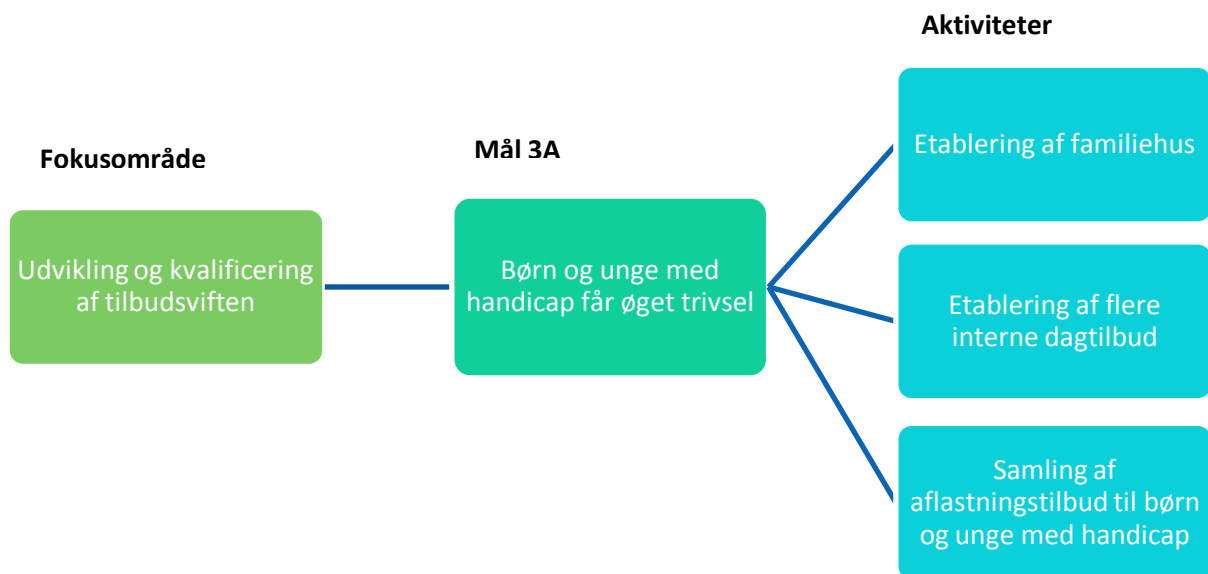 Fokusområde
Udvikling og kvalificering
af tilbudsviften
Mål 3A
Børn og unge med
handicap får øget trivsel
Aktiviteter
Etablering af familiehus
Etablering af flere
interne dagtilbud
Samling af
aflastningstilbud til børn
og unge med handicap